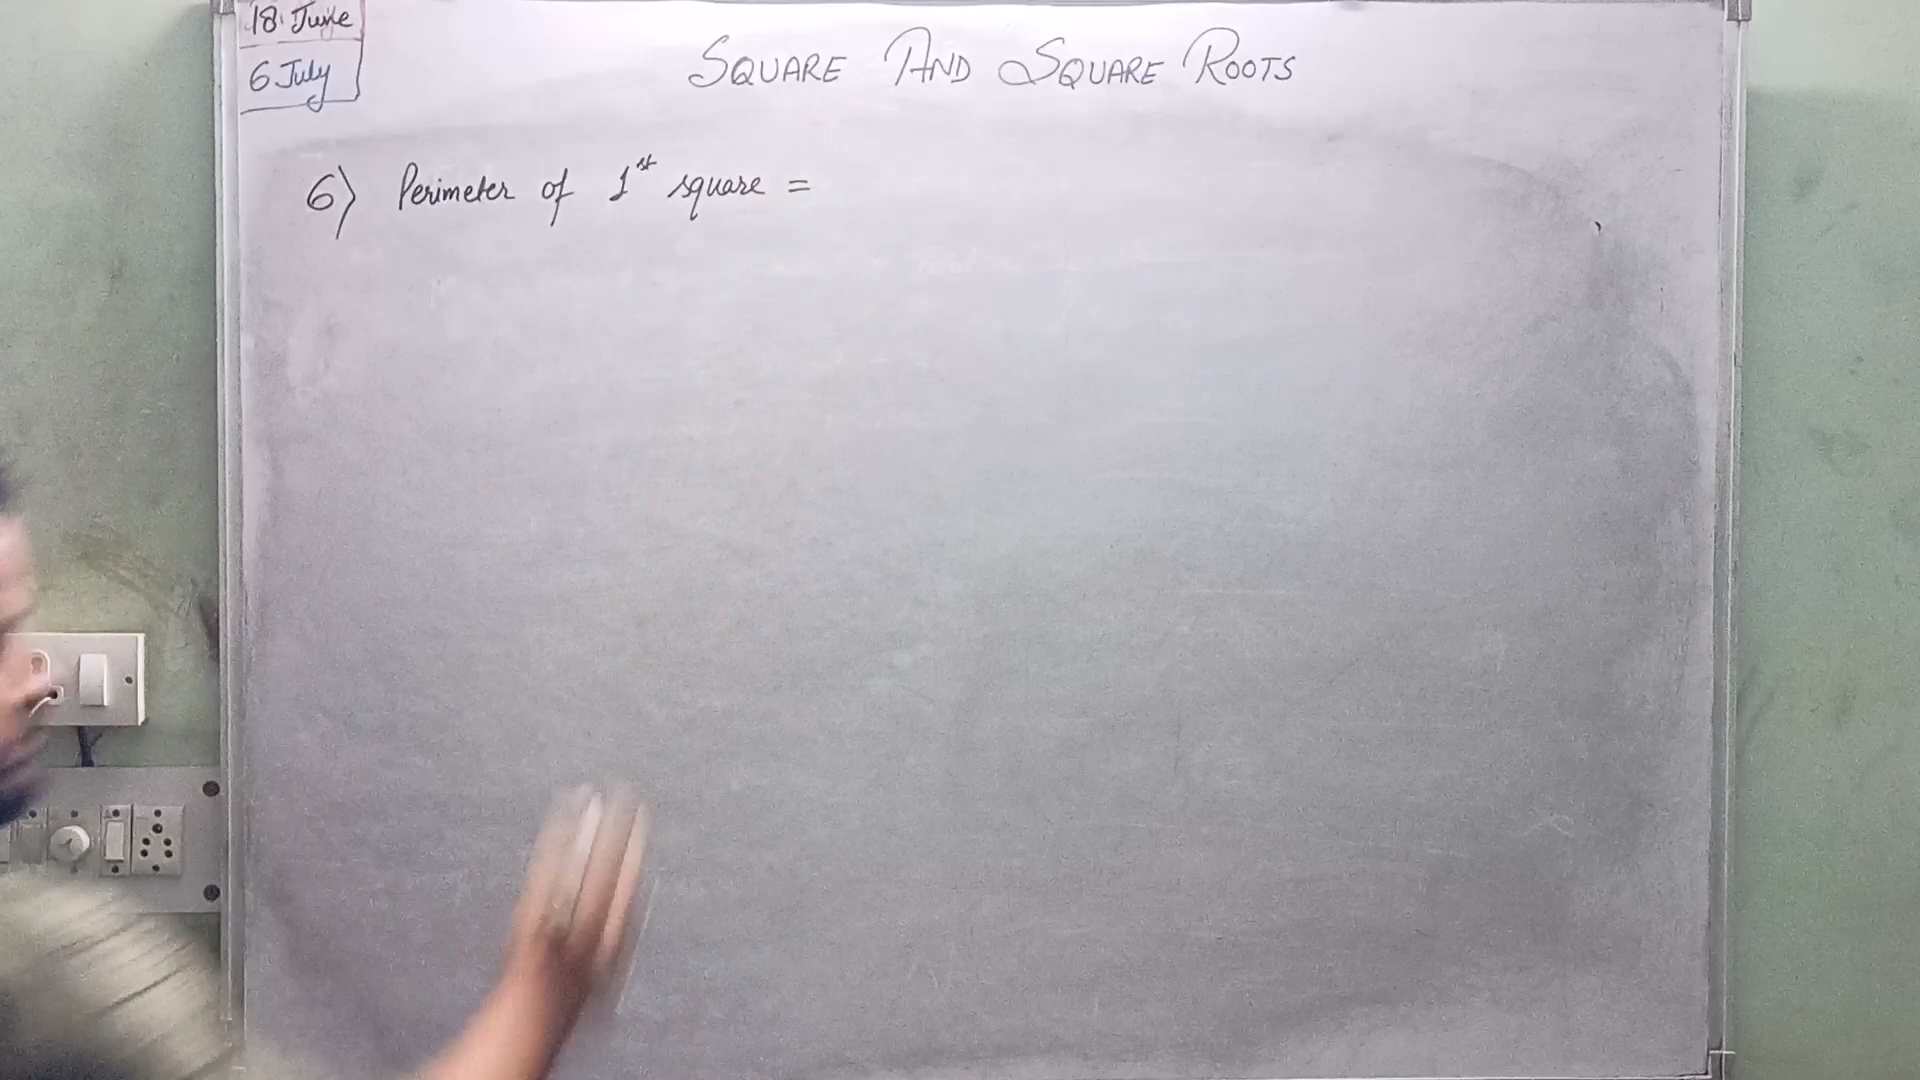 18 June
6 July
SQUARE AND SQUARE ROOTS
6) Perimeter of 1st square =